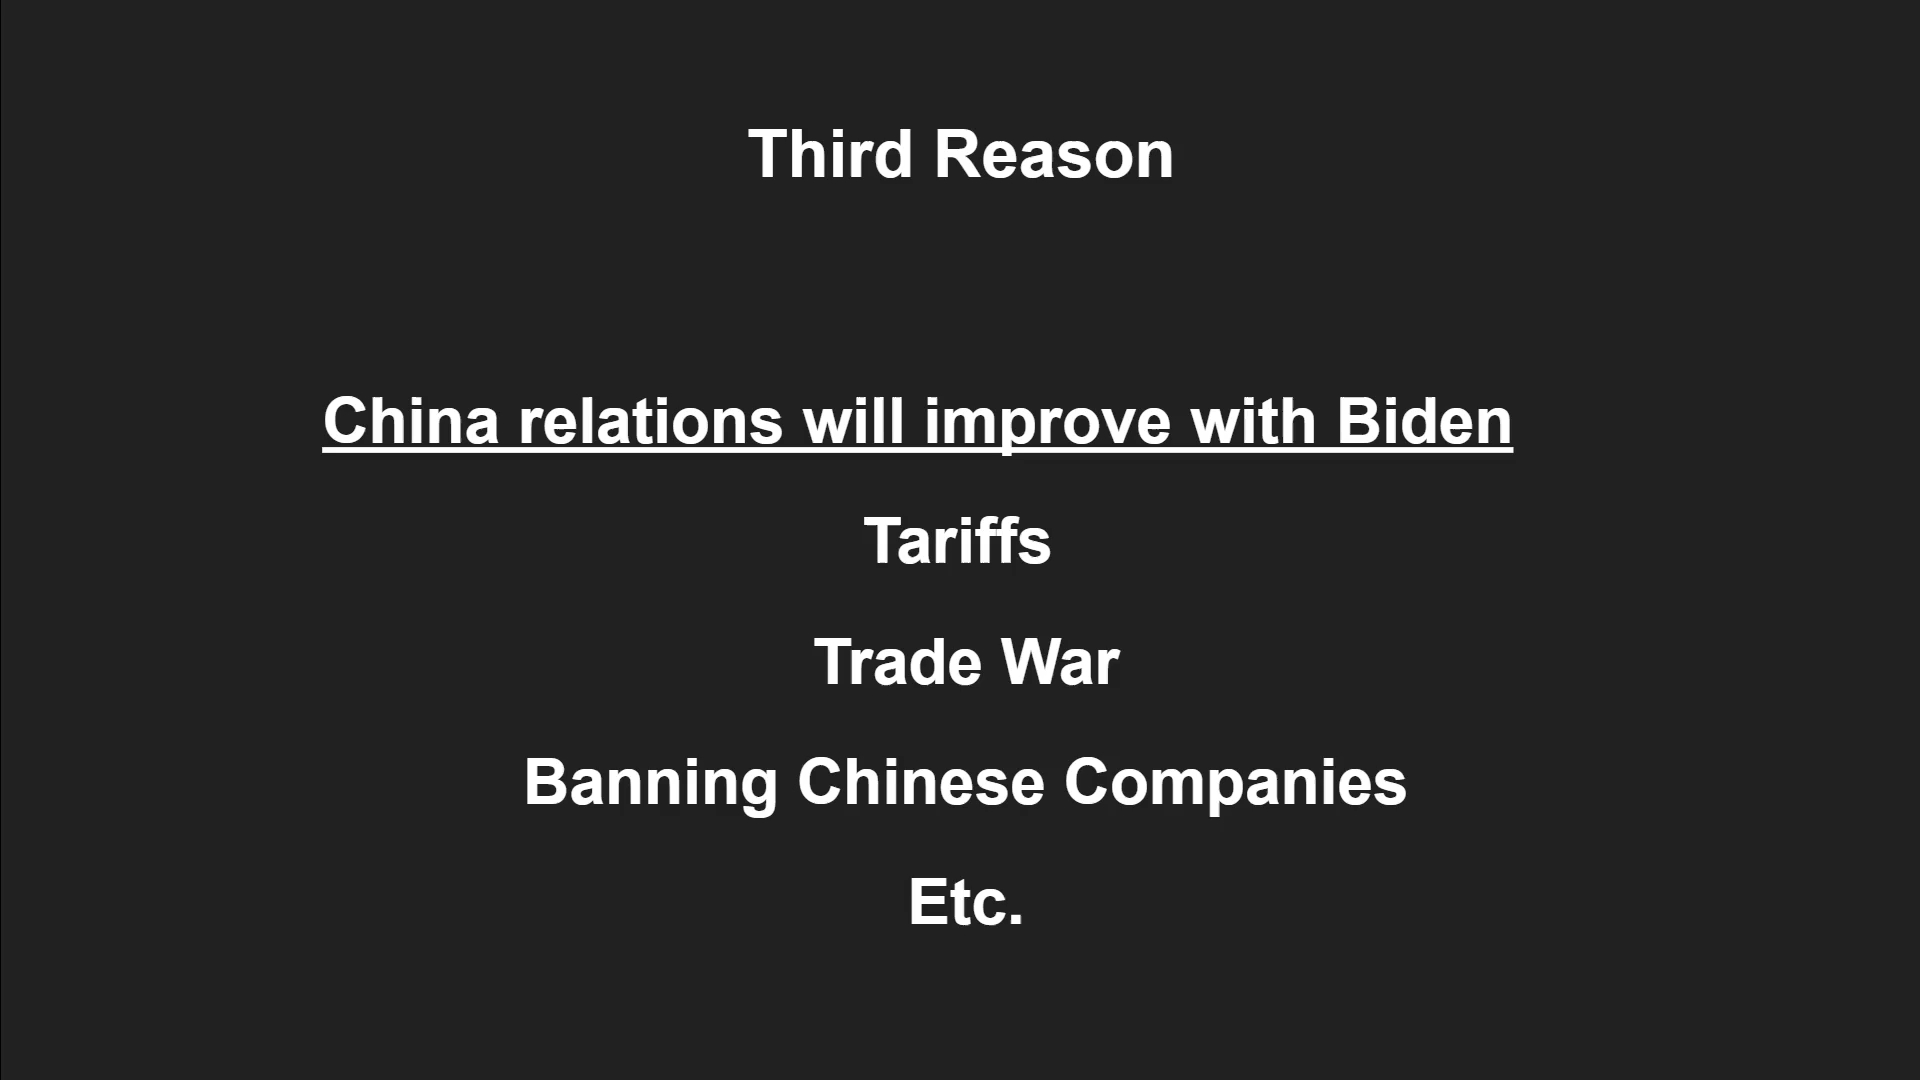 Third Reason
China relations will improve with Biden
Tariffs
Trade War
Banning Chinese Companies
Etc.